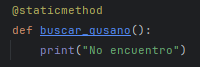 @staticmethod
def buscar_gusano():
print("No encuentro")